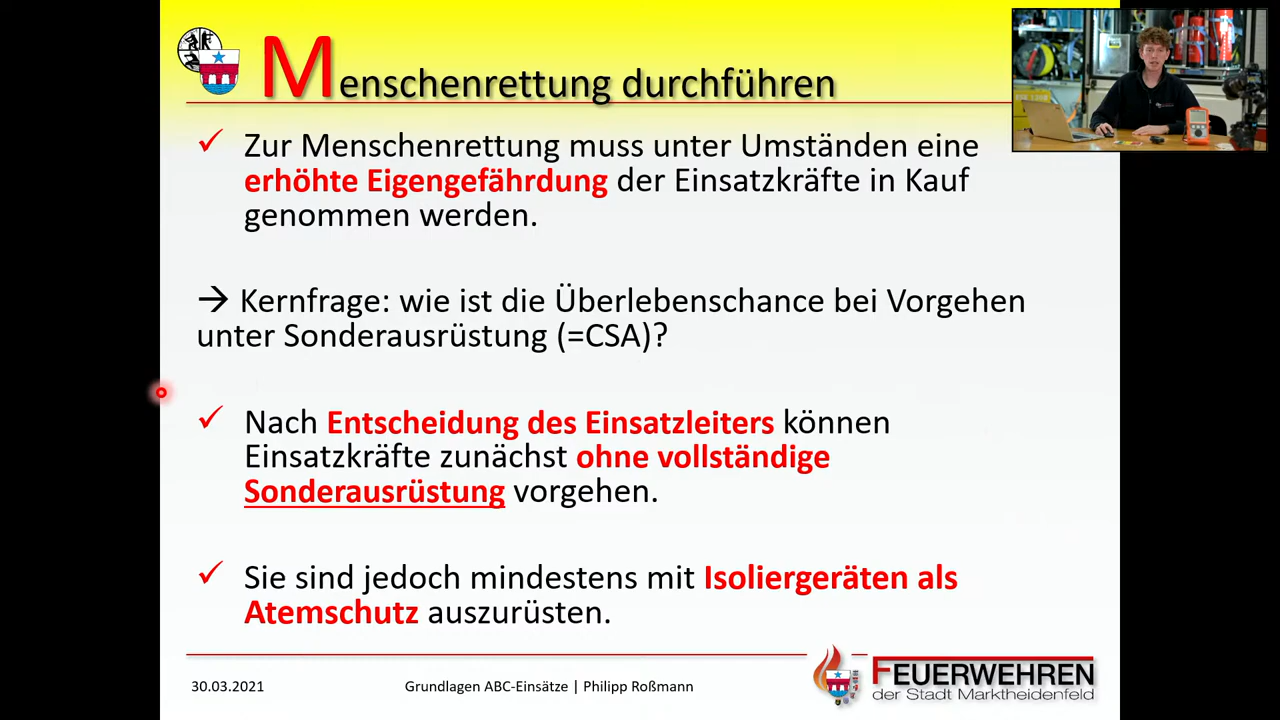 Menschenrettung durchführen
✓ Zur Menschenrettung muss unter Umständen eine
erhöhte Eigengefährdung der Einsatzkräfte in Kauf
genommen werden.
→ Kernfrage: wie ist die Überlebenschance bei Vorgehen
unter Sonderausrüstung (=CSA)?
✓ Nach Entscheidung des Einsatzleiters können
Einsatzkräfte zunächst ohne vollständige
Sonderausrüstung vorgehen.
✓ Sie sind jedoch mindestens mit Isoliergeräten als
Atemschutz auszurüsten.
30.03.2021
Grundlagen ABC-Einsätze | Philipp Roßmann
FEUERWEHREN
der Stadt Marktheidenfeld